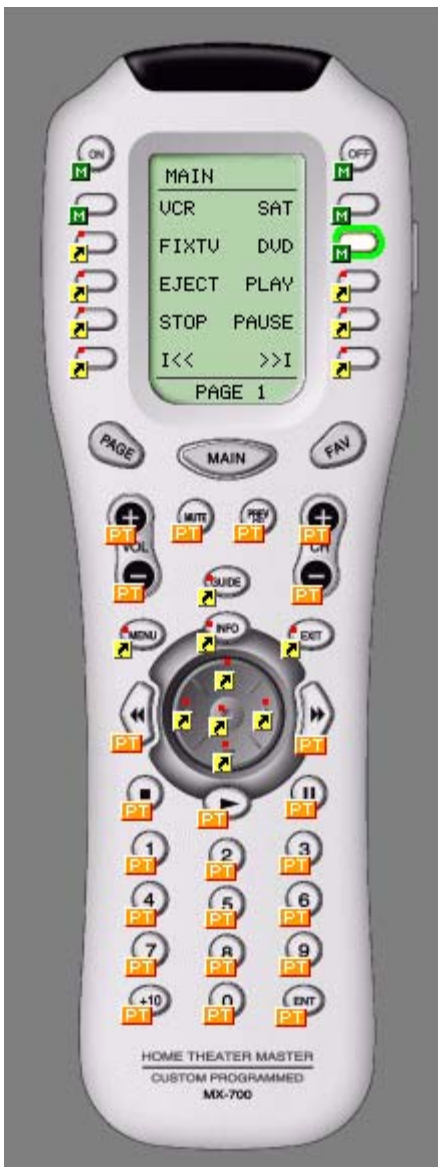 ON OFF
M M
MAIN
VCR SAT
M M
FIXTV DVD
M
EJECT PLAY
STOP PAUSE
I<< >>I
PAGE 1
PAGE MAIN FAV
MUTE PREV
PT PT PT PT
VOL CH
PT PT
GUIDE
MENU INFO EXIT
PT PT
PT PT PT
1 2 3
PT PT PT
4 5 6
PT PT PT
7 8 9
PT PT PT
+10 0 ENT
PT PT PT
HOME THEATER MASTER
CUSTOM PROGRAMMED
MX-700